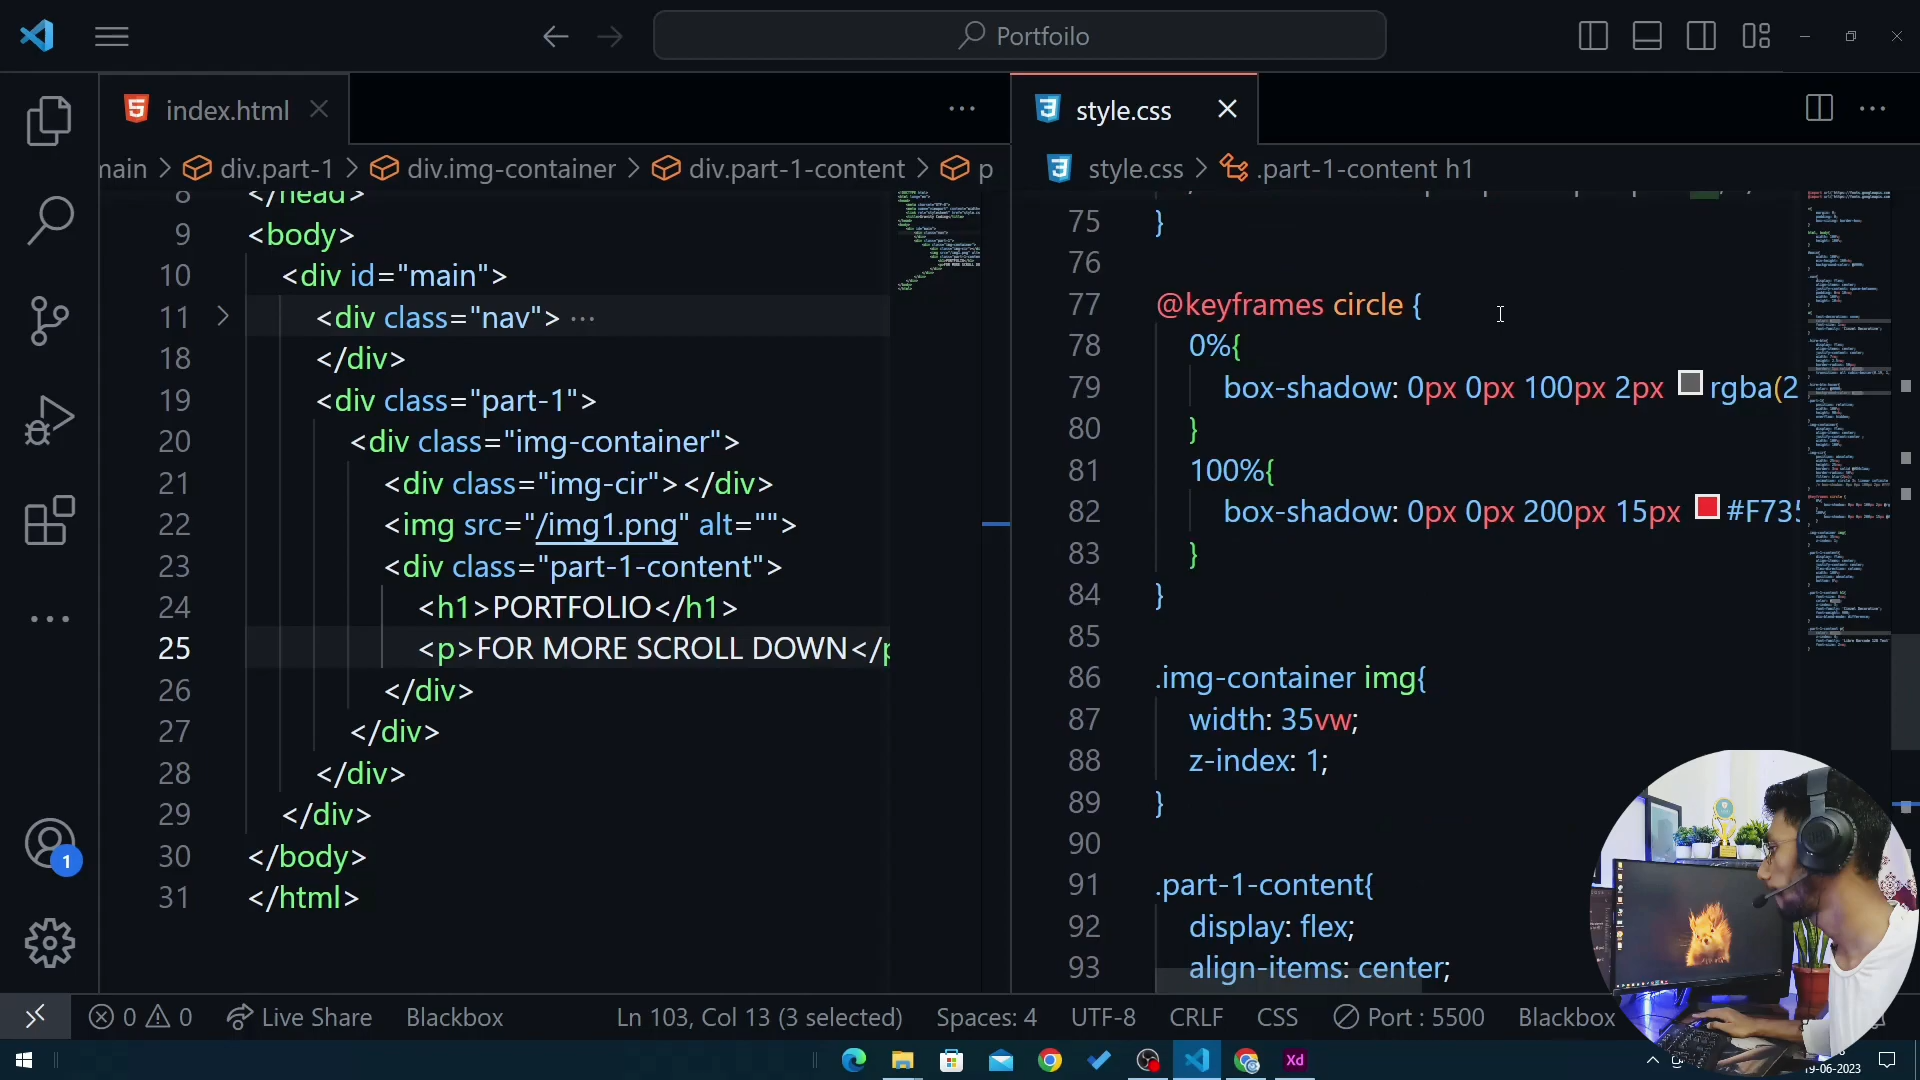 Portfoilo
index.html
style.css
main > div.part-1 > div.img-container > div.part-1-content > p
style.css > .part-1-content h1
8 </head>
9 <body>
10 <div id="main">
11 <div class="nav"> ...
18 </div>
19 <div class="part-1">
20 <div class="img-container">
21 <div class="img-cir"></div>
22 <img src="/img1.png" alt="">
23 <div class="part-1-content">
24 <h1>PORTFOLIO</h1>
25 <p>FOR MORE SCROLL DOWN</p
26 </div>
27 </div>
28 </div>
29 </div>
30 </body>
31 </html>
75 }
76
77 @keyframes circle {
78 0%{
79 box-shadow: 0px 0px 100px 2px rgba(2
80 }
81 100%{
82 box-shadow: 0px 0px 200px 15px #F735
83 }
84 }
85
86 .img-container img{
87 width: 35vw;
88 z-index: 1;
89 }
90
91 .part-1-content{
92 display: flex;
93 align-items: center;
1
0 0 Live Share Blackbox Ln 103, Col 13 (3 selected) Spaces: 4 UTF-8 CRLF CSS Port : 5500 Blackbox
Xd
19-06-2023